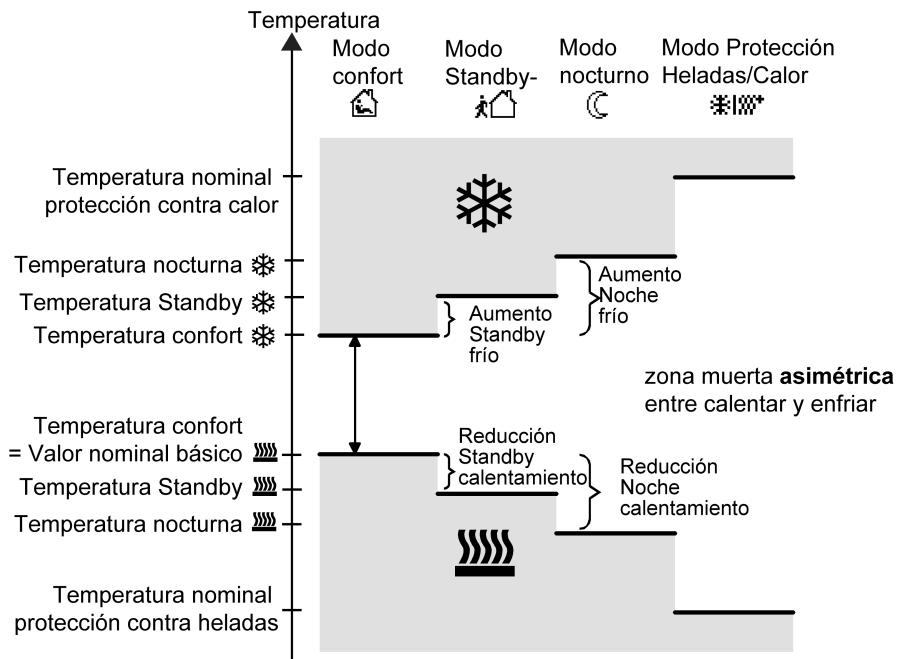 Temperatura
Modo
confort
Modo
Standby-
Modo
nocturno
Modo Protección
Heladas/Calor
Temperatura nominal
protección contra calor
Temperatura nocturna
Temperatura Standby
Temperatura confort
Aumento
Standby
frío
Aumento
Noche
frío
zona muerta asimétrica
entre calentar y enfriar
Temperatura confort
= Valor nominal básico
Temperatura Standby
Temperatura nocturna
Reducción
Standby
calentamiento
Reducción
Noche
calentamiento
Temperatura nominal
protección contra heladas